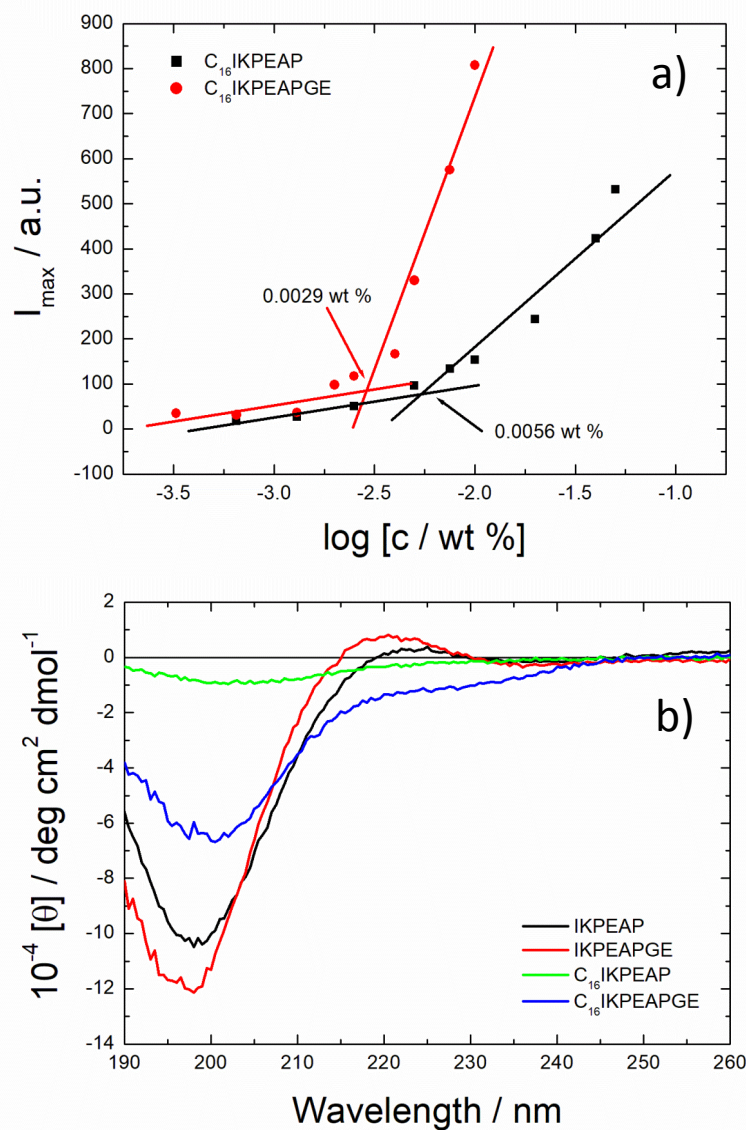 900
800
700
600
500
400
300
200
100
0
-100
I_max / a.u.
C₁₆IKPEAP
C₁₆IKPEAPGE
a)
0.0029 wt %
0.0056 wt %
-3.5 -3.0 -2.5 -2.0 -1.5 -1.0
log [c / wt %]
2
0
-2
-4
-6
-8
-10
-12
-14
10⁻⁴ [θ] / deg cm² dmol⁻¹
b)
IKPEAP
IKPEAPGE
C₁₆IKPEAP
C₁₆IKPEAPGE
190 200 210 220 230 240 250 260
Wavelength / nm